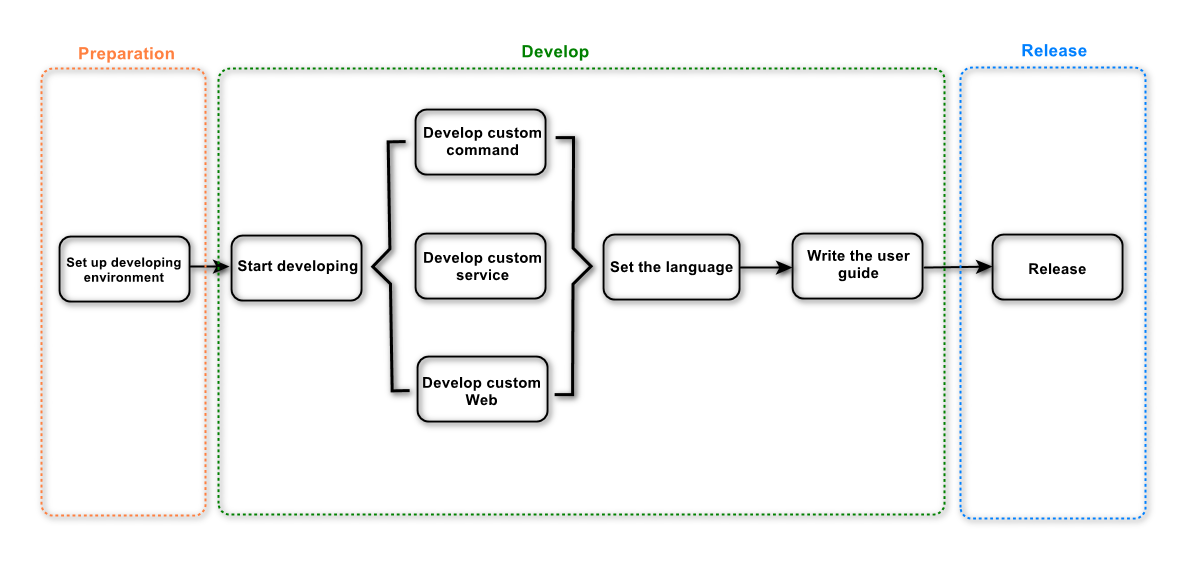 Preparation
Develop
Release
Develop custom
command
Set up developing
environment
Start developing
Develop custom
service
Set the language
Write the user
guide
Release
Develop custom
Web